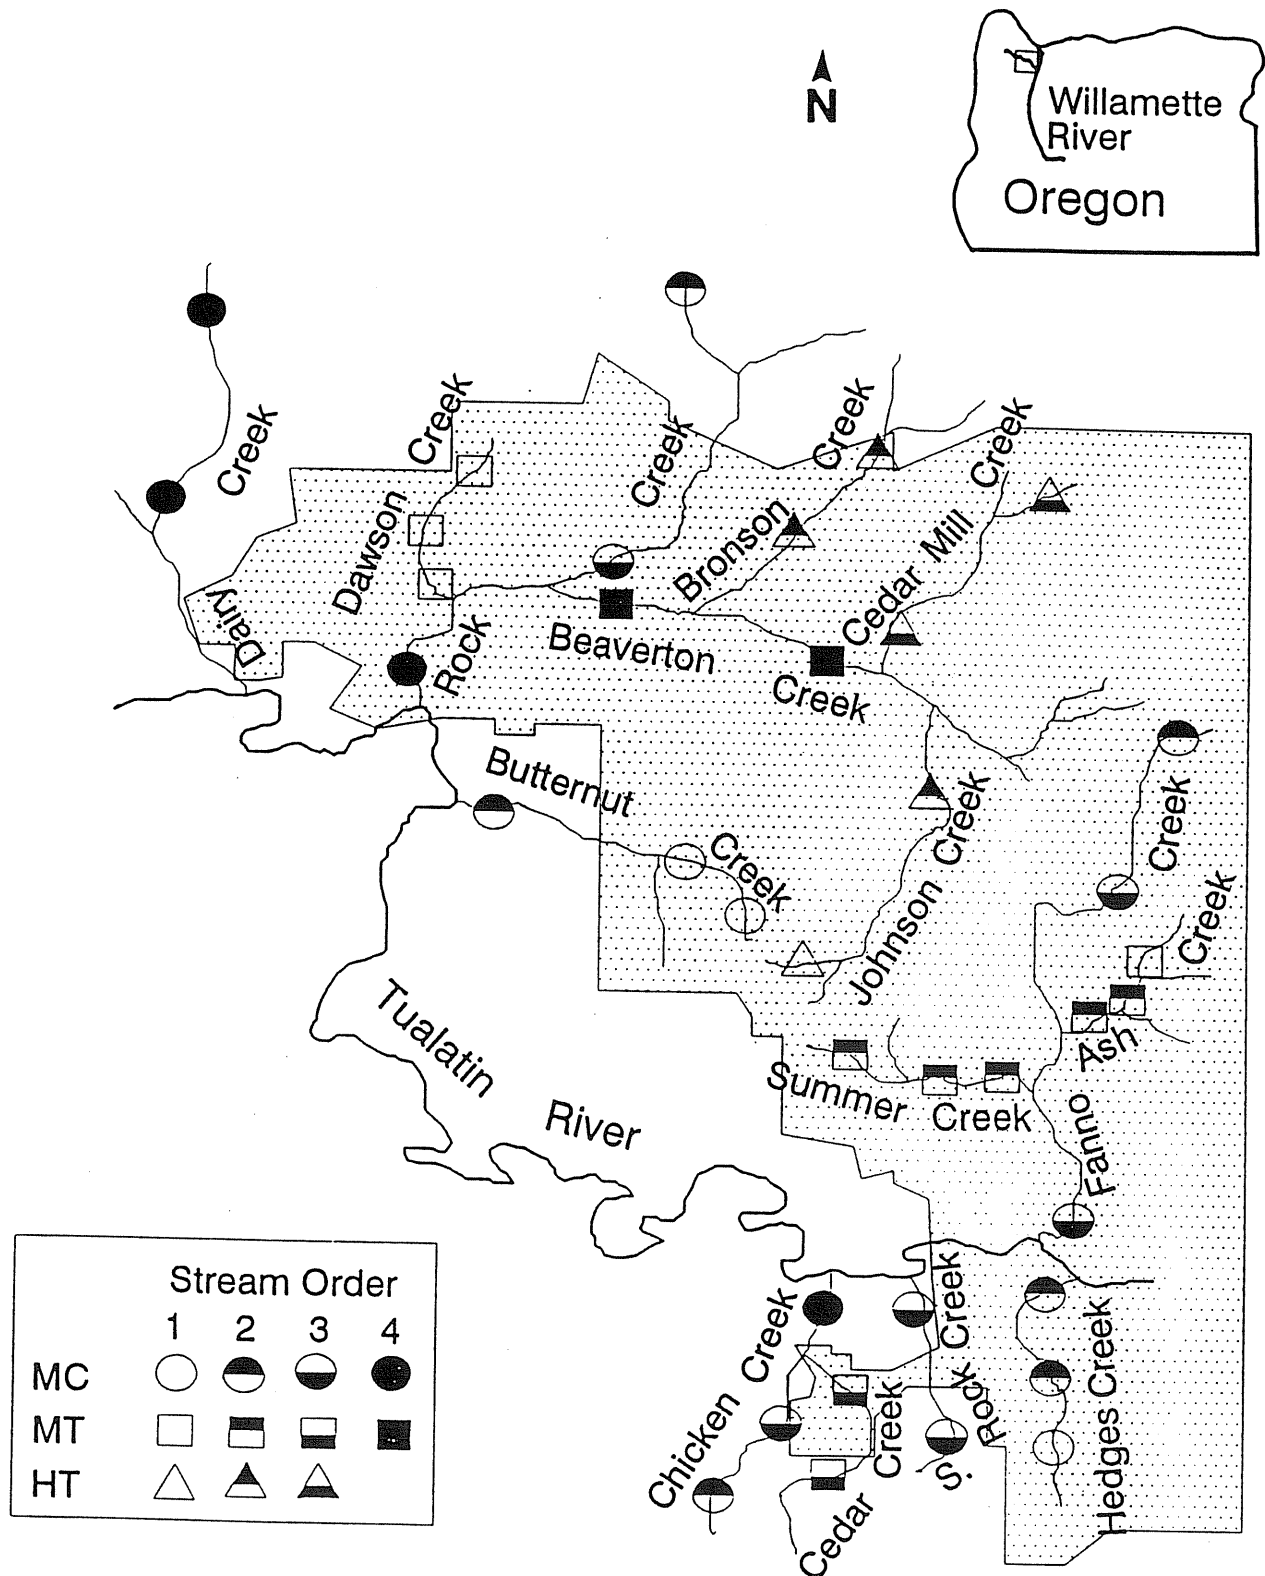 N
Willamette
River
Oregon
Creek
Creek
Creek
Creek
Creek
Dawson
Bronson
Cedar Mill
Dairy
Rock
Beaverton
Creek
Butternut
Creek
Johnson Creek
Creek
Creek
Ash
Tualatin
River
Summer
Creek
Fanno
Stream Order
1 2 3 4
MC
MT
HT
Chicken Creek
Cedar Creek
S. Rock Creek
Hedges Creek